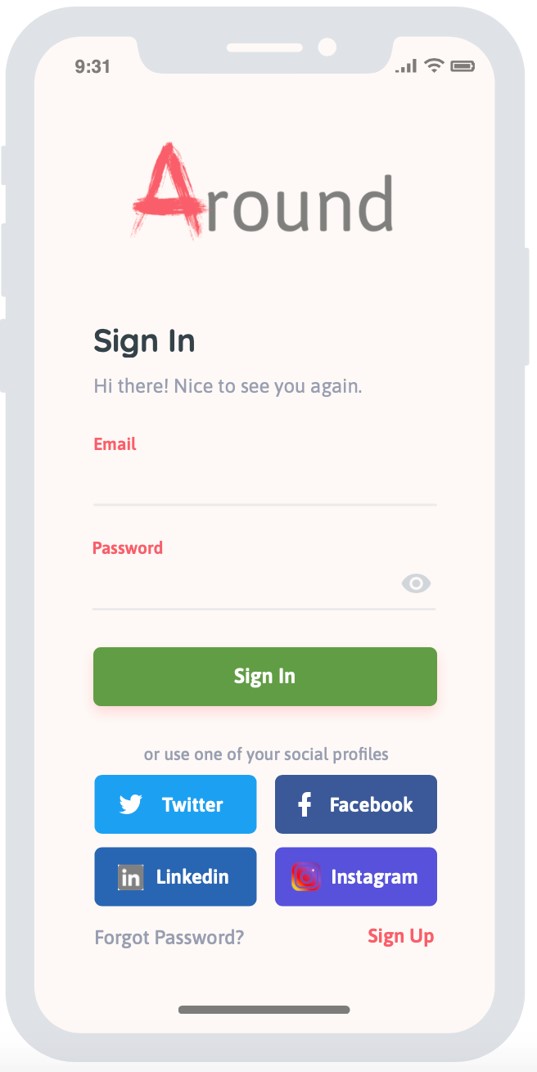 9:31
Around
Sign In
Hi there! Nice to see you again.
Email
Password
Sign In
or use one of your social profiles
Twitter
Facebook
in Linkedin
Instagram
Forgot Password?
Sign Up